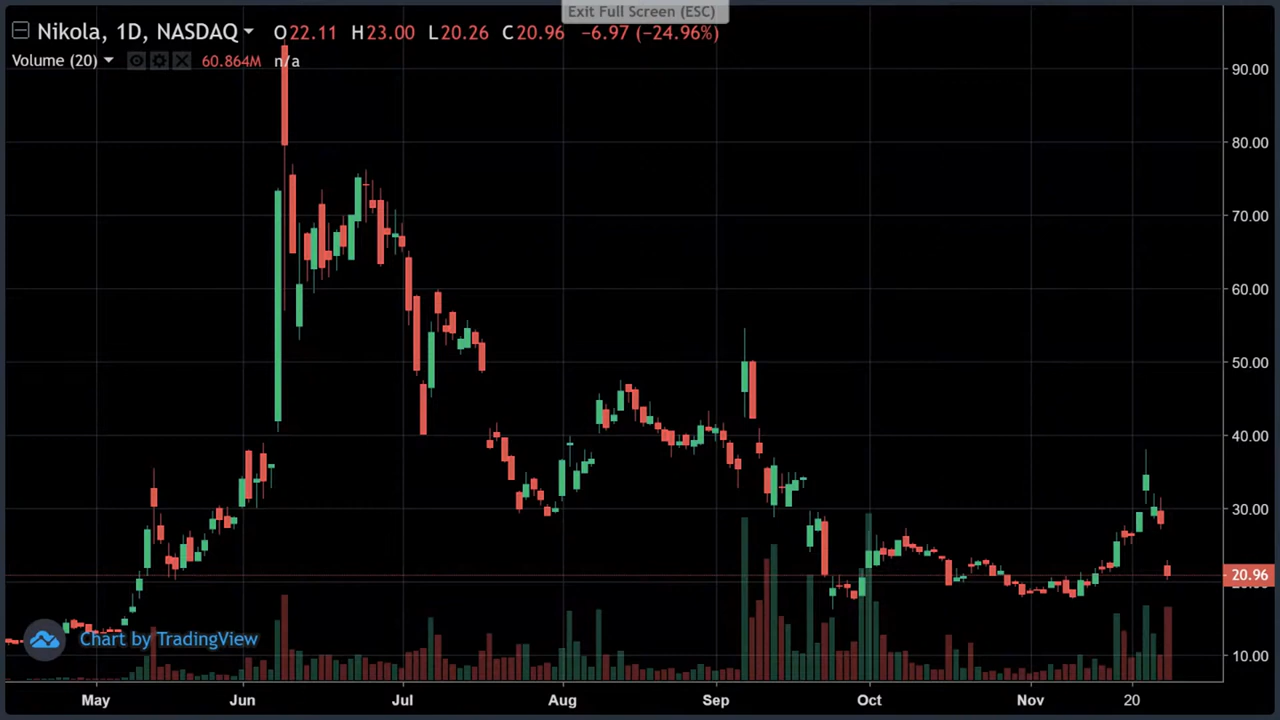 Exit Full Screen (ESC)
Nikola, 1D, NASDAQ O22.11 H23.00 L20.26 C20.96 −6.97 (−24.96%)
Volume (20) 60.864M n/a
90.00
80.00
70.00
60.00
50.00
40.00
30.00
20.96
10.00
Chart by TradingView
May Jun Jul Aug Sep Oct Nov 20